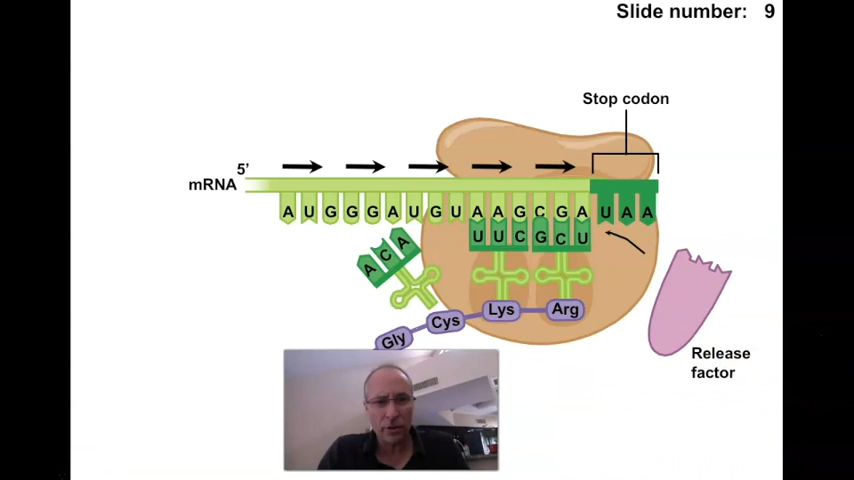 Slide number: 9
Stop codon
5'
mRNA
A U G G G A U G U A A G C G A U A A
U U C G C U
A C A
Lys Arg
Cys
Gly
Release
factor